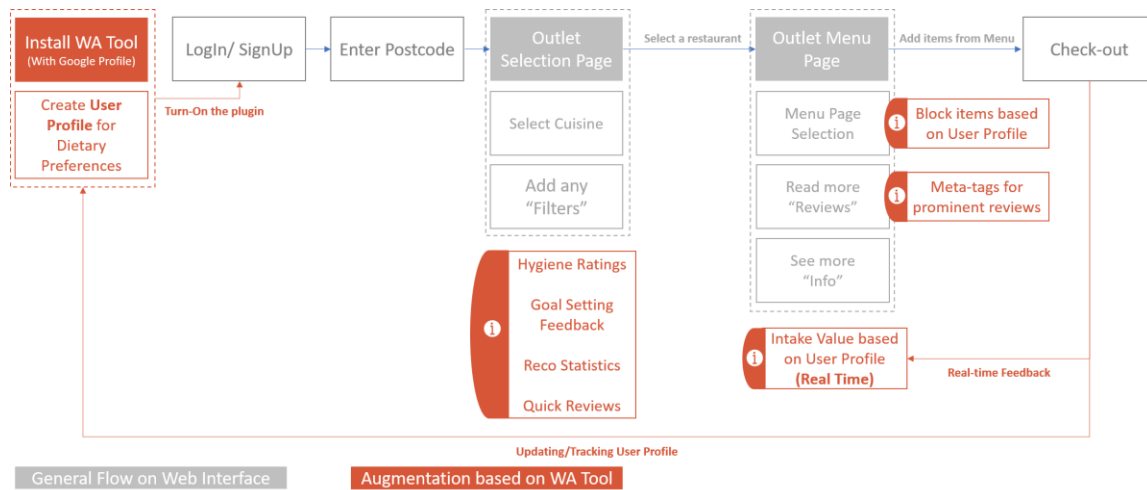 Install WA Tool
(With Google Profile)
Create User
Profile for
Dietary
Preferences
Turn-On the plugin
LogIn/ SignUp
Enter Postcode
Outlet
Selection Page
Select Cuisine
Add any
“Filters”
Hygiene Ratings
Goal Setting
Feedback
Reco Statistics
Quick Reviews
Select a restaurant
Outlet Menu
Page
Menu Page
Selection
Read more
“Reviews”
See more
“Info”
Block items based
on User Profile
Meta-tags for
prominent reviews
Intake Value based
on User Profile
(Real Time)
Add items from Menu
Check-out
Real-time Feedback
Updating/Tracking User Profile
General Flow on Web Interface
Augmentation based on WA Tool